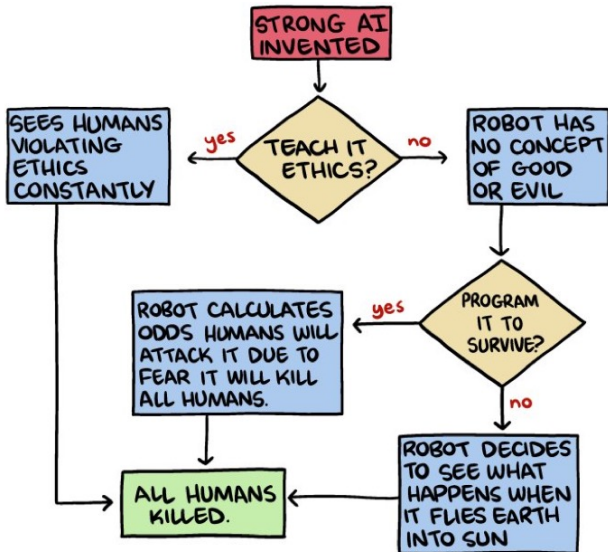 STRONG AI
INVENTED
TEACH IT
ETHICS?
yes
no
SEES HUMANS
VIOLATING
ETHICS
CONSTANTLY
ROBOT HAS
NO CONCEPT
OF GOOD
OR EVIL
PROGRAM
IT TO
SURVIVE?
yes
no
ROBOT CALCULATES
ODDS HUMANS WILL
ATTACK IT DUE TO
FEAR IT WILL KILL
ALL HUMANS.
ROBOT DECIDES
TO SEE WHAT
HAPPENS WHEN
IT FLIES EARTH
INTO SUN
ALL HUMANS
KILLED.